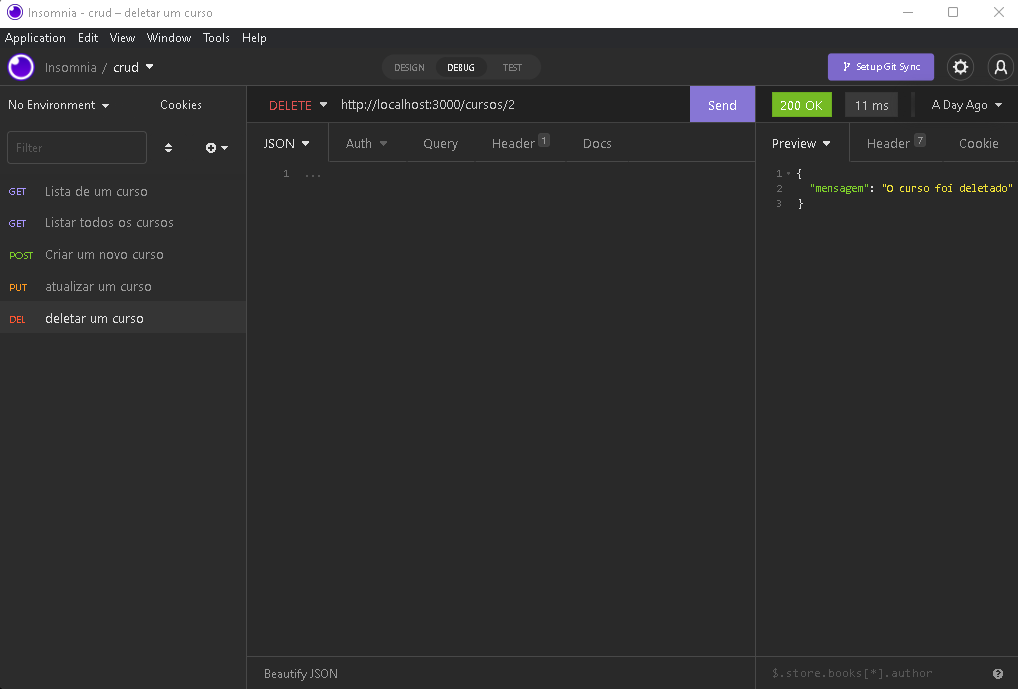 Insomnia - crud – deletar um curso
Application Edit View Window Tools Help
Insomnia / crud
DESIGN DEBUG TEST
Setup Git Sync
No Environment Cookies
DELETE http://localhost:3000/cursos/2 Send
200 OK 11 ms A Day Ago
Filter
JSON Auth Query Header 1 Docs
Preview Header 7 Cookie
GET Lista de um curso
GET Listar todos os cursos
POST Criar um novo curso
PUT atualizar um curso
DEL deletar um curso
1 ...
1 {
2 "mensagem": "O curso foi deletado"
3 }
Beautify JSON
$.store.books[*].author